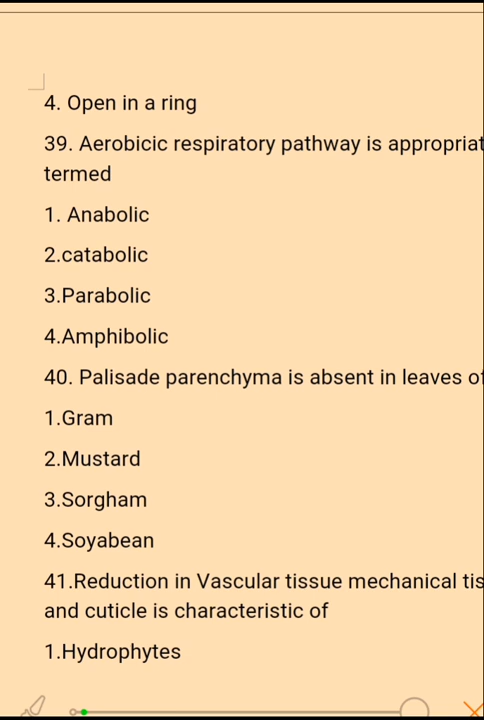 4. Open in a ring
39. Aerobicic respiratory pathway is appropriat
termed
1. Anabolic
2.catabolic
3.Parabolic
4.Amphibolic
40. Palisade parenchyma is absent in leaves of
1.Gram
2.Mustard
3.Sorgham
4.Soyabean
41.Reduction in Vascular tissue mechanical tis
and cuticle is characteristic of
1.Hydrophytes